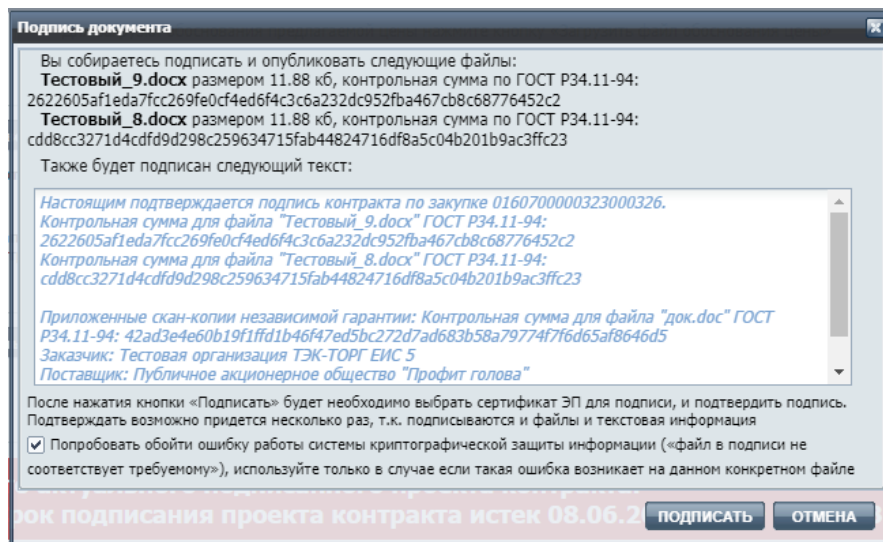 Подпись документа
Вы собираетесь подписать и опубликовать следующие файлы:
Тестовый_9.docx размером 11.88 кб, контрольная сумма по ГОСТ Р34.11-94:
2622605af1eda7fcc269fe0cf4ed6f4c3c6a232dc952fba467cb8c68776452c2
Тестовый_8.docx размером 11.88 кб, контрольная сумма по ГОСТ Р34.11-94:
cdd8cc3271d4cdfd9d298c259634715fab44824716df8a5c04b201b9ac3ffc23
Также будет подписан следующий текст:
Настоящим подтверждается подпись контракта по закупке 0160700000323000326.
Контрольная сумма для файла "Тестовый_9.docx" ГОСТ Р34.11-94:
2622605af1eda7fcc269fe0cf4ed6f4c3c6a232dc952fba467cb8c68776452c2
Контрольная сумма для файла "Тестовый_8.docx" ГОСТ Р34.11-94:
cdd8cc3271d4cdfd9d298c259634715fab44824716df8a5c04b201b9ac3ffc23
Приложенные скан-копии независимой гарантии: Контрольная сумма для файла "док.doc" ГОСТ
Р34.11-94: 42ad3e4e60b19f1ffd1b46f47ed5bc272d7ad683b58a79774f7f6d65af8646d5
Заказчик: Тестовая организация ТЭК-ТОРГ ЕИС 5
Поставщик: Публичное акционерное общество "Профит голова"
После нажатия кнопки «Подписать» будет необходимо выбрать сертификат ЭП для подписи, и подтвердить подпись.
Подтверждать возможно придется несколько раз, т.к. подписываются и файлы и текстовая информация
Попробовать обойти ошибку работы системы криптографической защиты информации («файл в подписи не
соответствует требуемому»), используйте только в случае если такая ошибка возникает на данном конкретном файле
рок подписания проекта контракта истек 08.06.2
ПОДПИСАТЬ ОТМЕНА